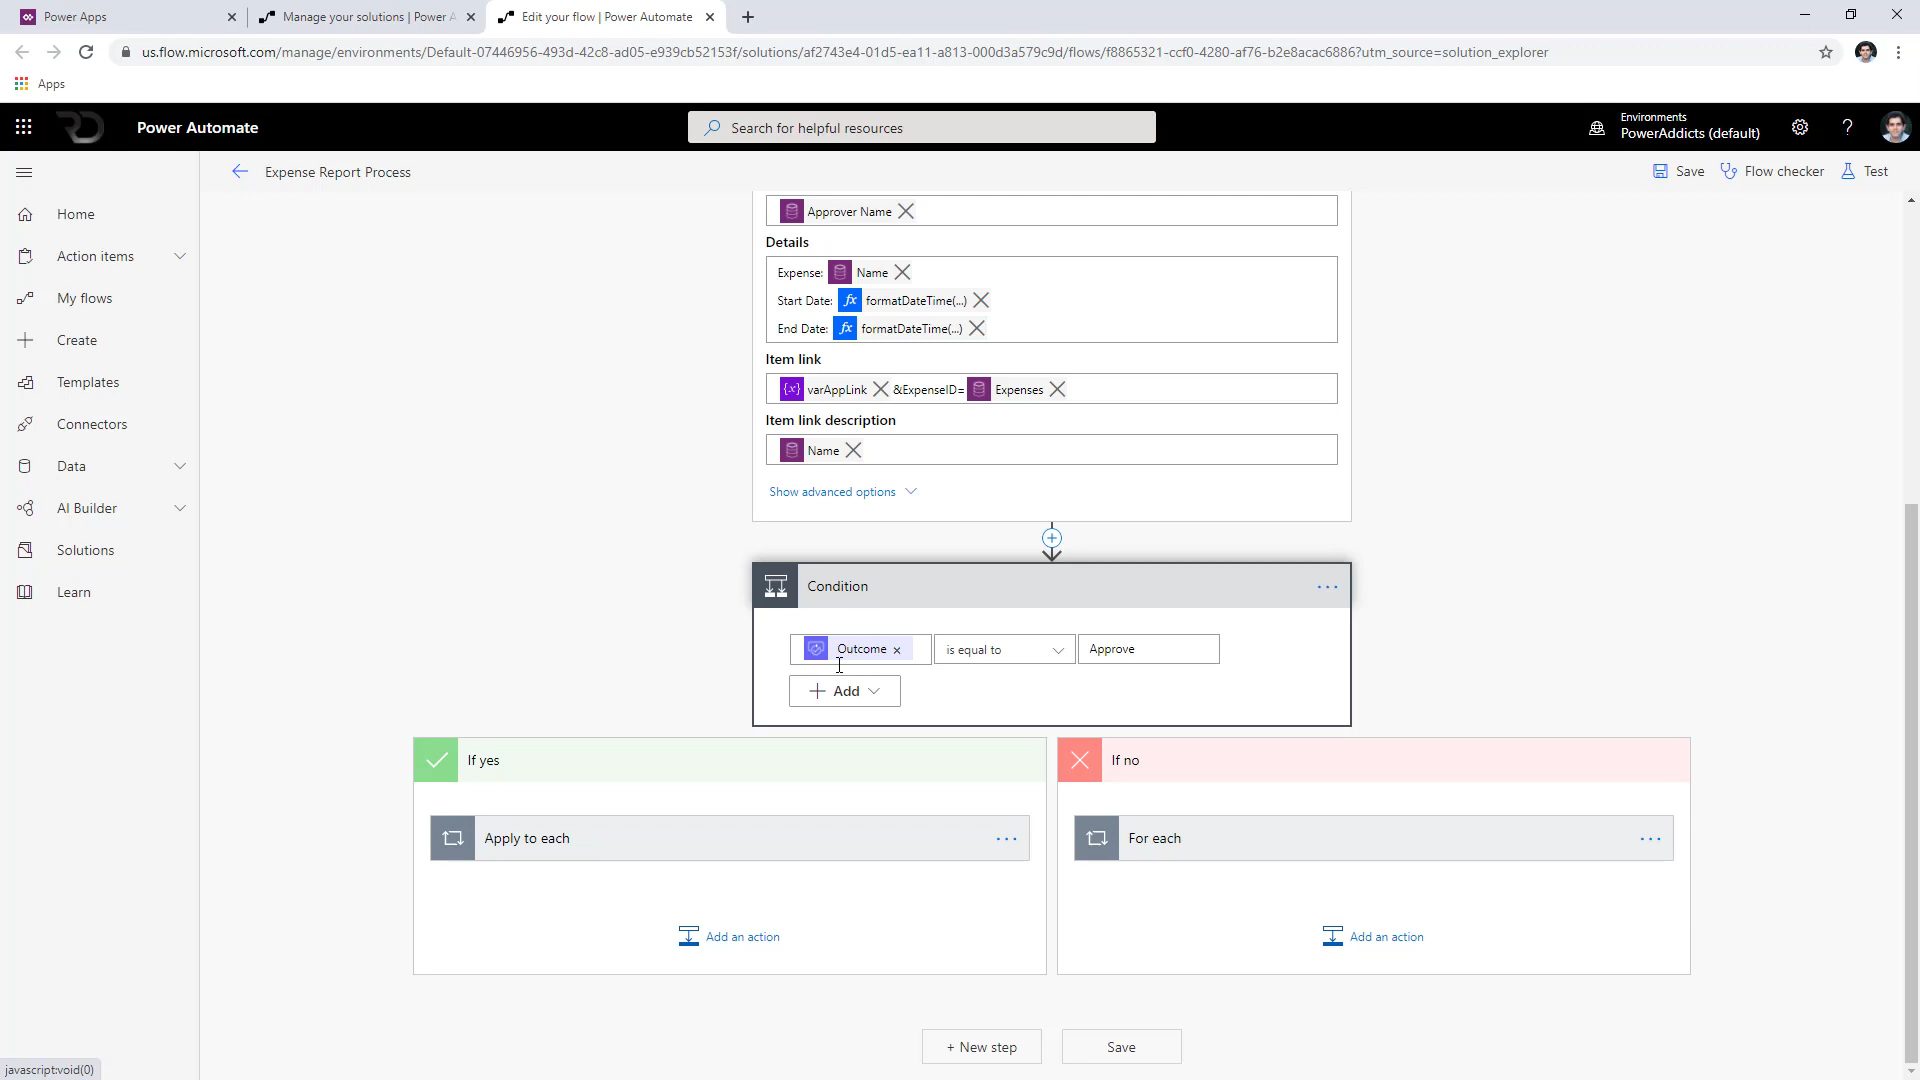 Power Apps
Manage your solutions | Power A
Edit your flow | Power Automate
us.flow.microsoft.com/manage/environments/Default-07446956-493d-42c8-ad05-e939cb52153f/solutions/af2743e4-01d5-ea11-a813-000d3a579c9d/flows/f8865321-ccf0-4280-af76-b2e8acac6886?utm_source=solution_explorer
Apps
Power Automate
Search for helpful resources
Environments
PowerAddicts (default)
?
Expense Report Process
Save
Flow checker
Test
Home
Action items
My flows
Create
Templates
Connectors
Data
AI Builder
Solutions
Learn
Approver Name
Details
Expense: Name
Start Date: fx formatDateTime(...)
End Date: fx formatDateTime(...)
Item link
{x} varAppLink &ExpenseID= Expenses
Item link description
Name
Show advanced options
Condition
Outcome
is equal to
Approve
Add
If yes
If no
Apply to each
For each
Add an action
Add an action
+ New step
Save
javascript:void(0)